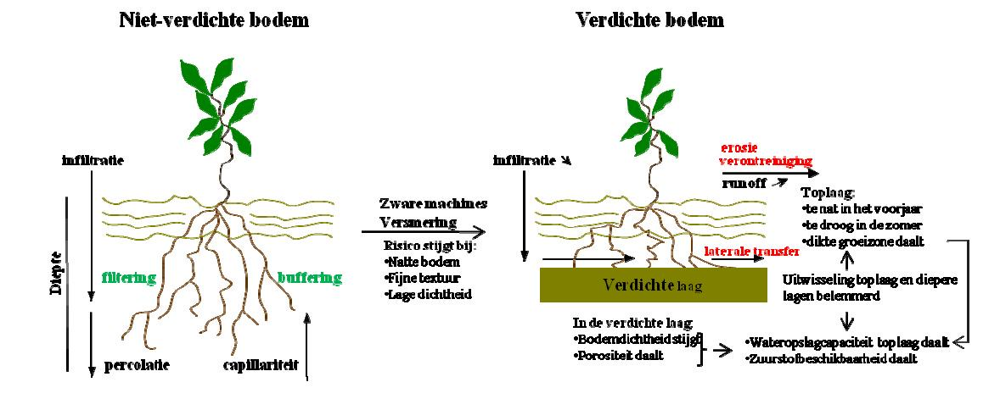 Niet-verdichte bodem
infiltratie
Diepte
filtering
buffering
percolatie
capillariteit
Zware machines
Versmering
Risico stijgt bij:
•Natte bodem
•Fijne textuur
•Lage dichtheid
Verdichte bodem
infiltratie
erosie
verontreiniging
runoff
Toplaag:
•te nat in het voorjaar
•te droog in de zomer
•dikte groeizone daalt
laterale transfer
Verdichte laag
Uitwisseling toplaag en diepere
lagen belemmerd
In de verdichte laag:
•Bodemdichtheid stijgt
•Porositeit daalt
•Wateropslagcapaciteit toplaag daalt
•Zuurstofbeschikbaarheid daalt